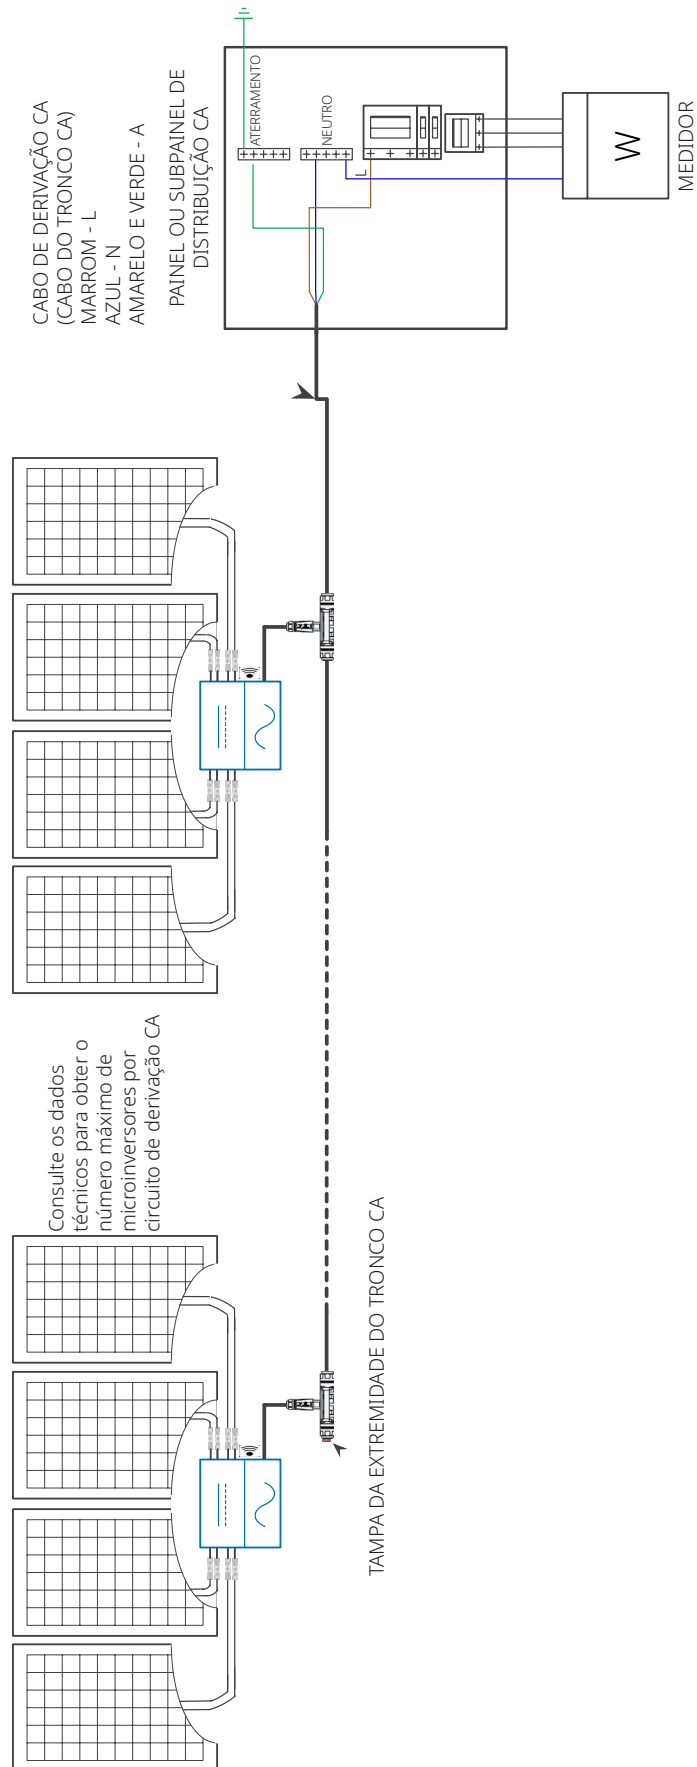 CABO DE DERIVAÇÃO CA
(CABO DO TRONCO CA)
MARROM - L
AZUL - N
AMARELO E VERDE - A
PAINEL OU SUBPAINEL DE
DISTRIBUIÇÃO CA
ATERRAMENTO
NEUTRO
L
W
MEDIDOR
Consulte os dados
técnicos para obter o
número máximo de
microinversores por
circuito de derivação CA
TAMPA DA EXTREMIDADE DO TRONCO CA